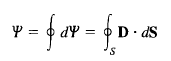 Ψ = ∮ dΨ = ∮_S D · dS